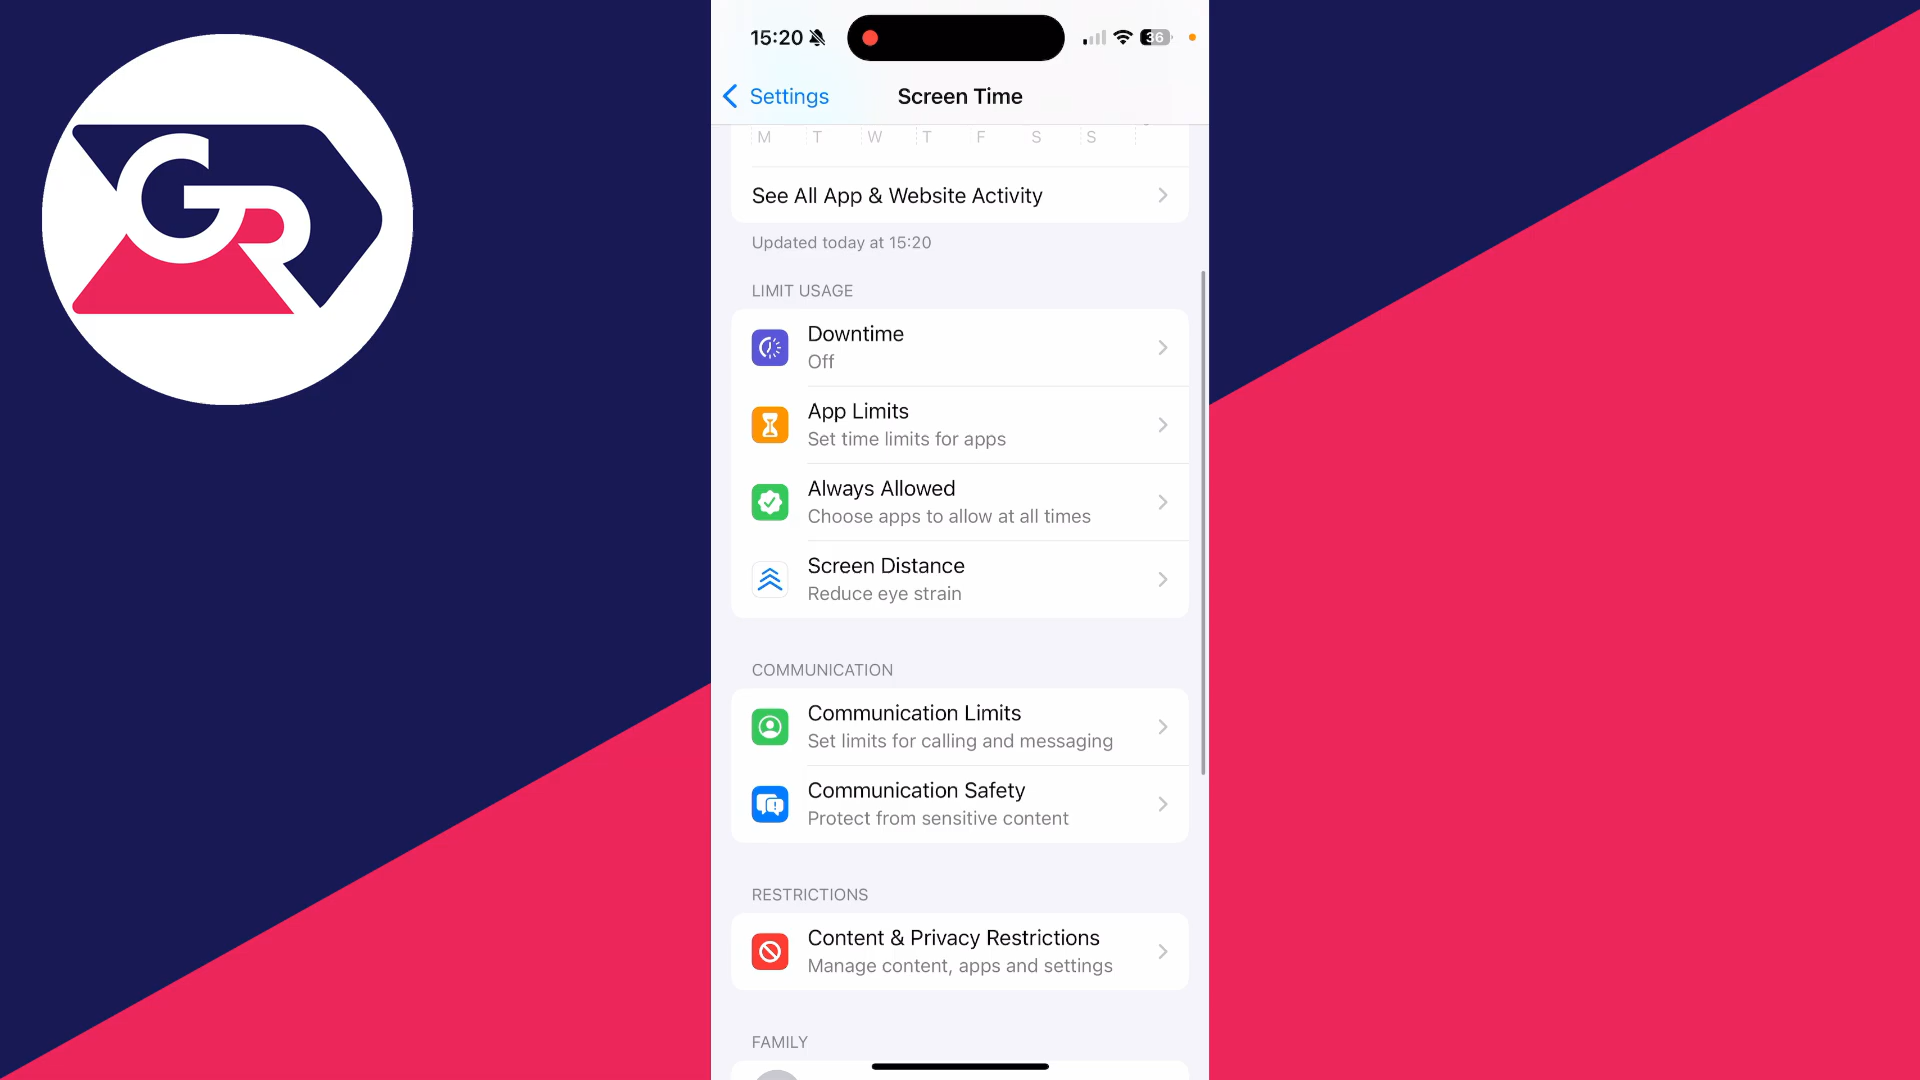 GR
15:20
36
Settings
Screen Time
M T W T F S S
See All App & Website Activity
Updated today at 15:20
LIMIT USAGE
Downtime
Off
App Limits
Set time limits for apps
Always Allowed
Choose apps to allow at all times
Screen Distance
Reduce eye strain
COMMUNICATION
Communication Limits
Set limits for calling and messaging
Communication Safety
Protect from sensitive content
RESTRICTIONS
Content & Privacy Restrictions
Manage content, apps and settings
FAMILY